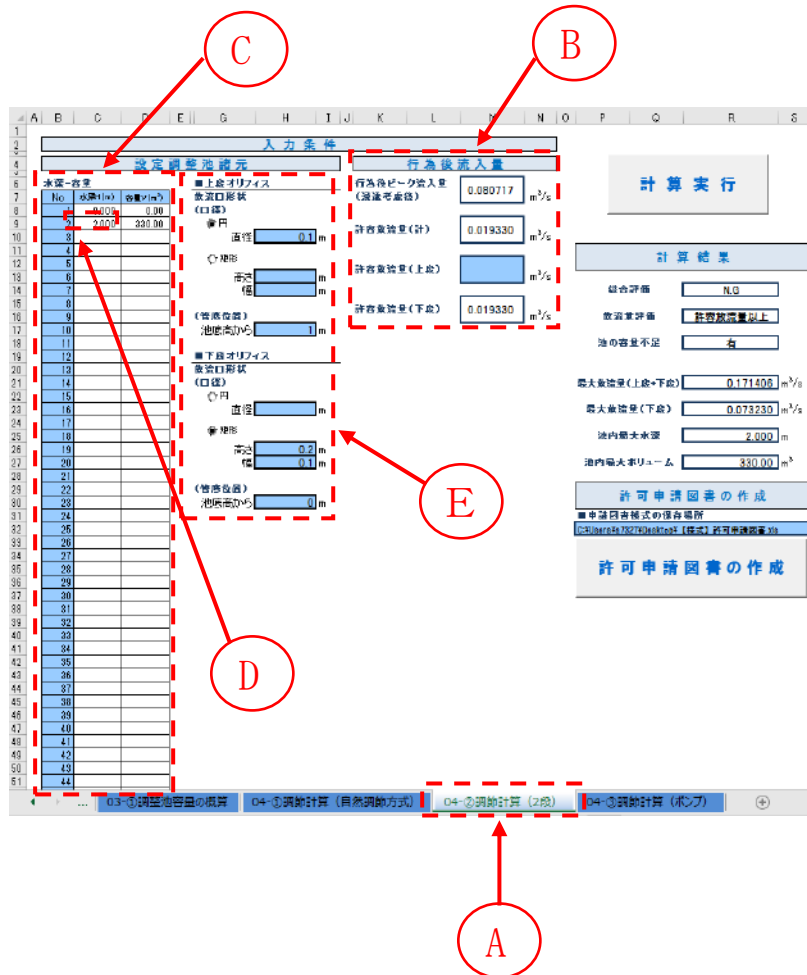 C
B
A B C D E G H I J K L M N O P Q R S
入力条件
設定調整池諸元
行為後流入量
水深-容量
No 水深H(m) 容量V(m³)
1 0.000 0.00
2 2.000 330.00
3
4
5
6
7
8
9
10
11
12
13
14
15
16
17
18
19
20
21
22
23
24
25
26
27
28
29
30
31
32
33
34
35
36
37
38
39
40
41
42
43
44
■上段オリフィス
放流口形状
(口径)
円
直径 0.1 m
矩形
高さ m
幅 m
(管底位置)
池底高から 1 m
■下段オリフィス
放流口形状
(口径)
円
直径 m
矩形
高さ 0.2 m
幅 0.1 m
(管底位置)
池底高から 0 m
行為後ピーク流入量
(浸透考慮後) 0.080717 m³/s
許容放流量(計) 0.019330 m³/s
許容放流量(上段) m³/s
許容放流量(下段) 0.019330 m³/s
計算実行
計算結果
総合評価 N.G
放流量評価 許容放流量以上
池の容量不足 有
最大放流量(上段+下段) 0.171406 m³/s
最大放流量(下段) 0.073230 m³/s
池内最大水深 2.000 m
池内最大ボリューム 330.00 m³
許可申請図書の作成
■申請図書様式の保存場所
許可申請図書の作成
E
D
... 03-①調整池容量の概算 04-①調節計算(自然調節方式) 04-②調節計算(2段) 04-③調節計算(ポンプ)
A